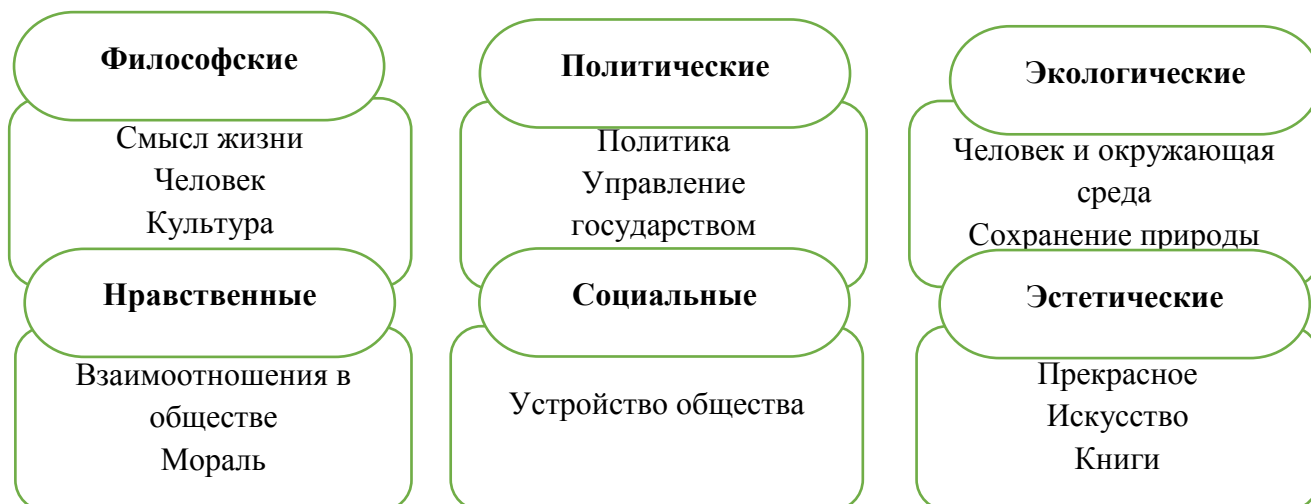 Философские
Смысл жизни
Человек
Культура
Политические
Политика
Управление
государством
Экологические
Человек и окружающая
среда
Сохранение природы
Нравственные
Взаимоотношения в
обществе
Мораль
Социальные
Устройство общества
Эстетические
Прекрасное
Искусство
Книги